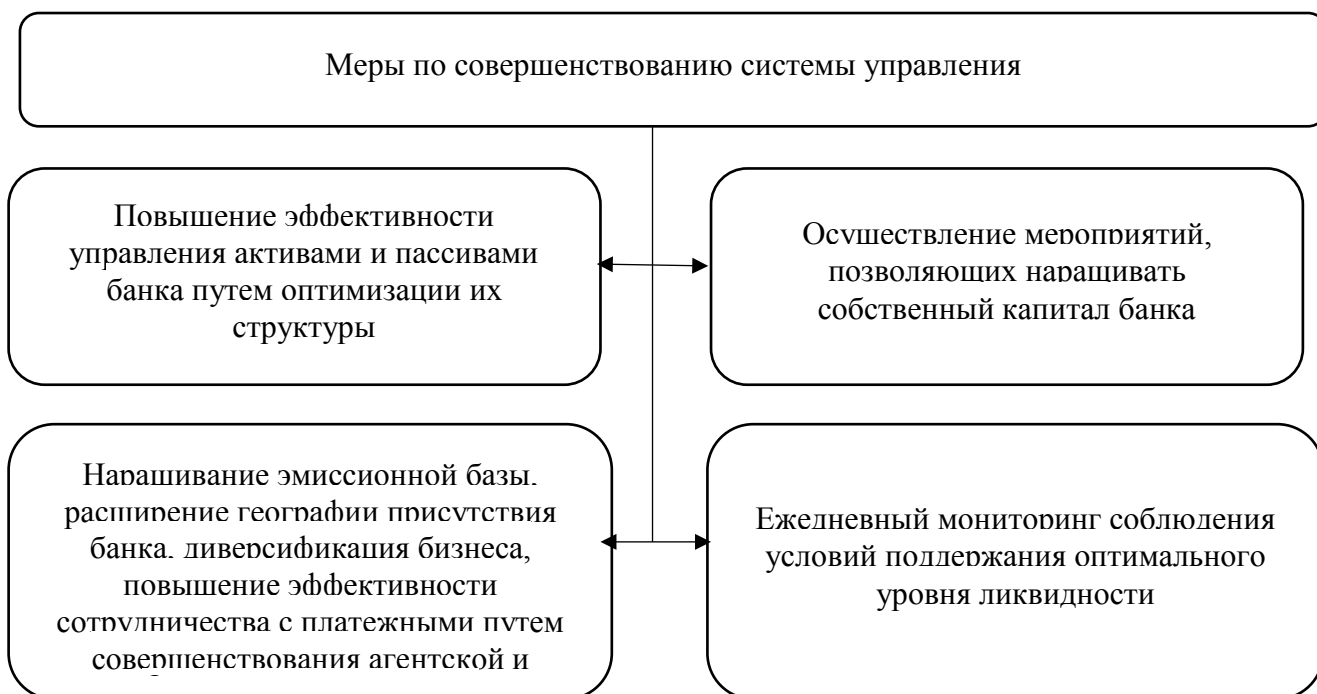 Меры по совершенствованию системы управления
Повышение эффективности
управления активами и пассивами
банка путем оптимизации их
структуры
Осуществление мероприятий,
позволяющих наращивать
собственный капитал банка
Наращивание эмиссионной базы,
расширение географии присутствия
банка, диверсификация бизнеса,
повышение эффективности
сотрудничества с платежными путем
совершенствования агентской и
Ежедневный мониторинг соблюдения
условий поддержания оптимального
уровня ликвидности